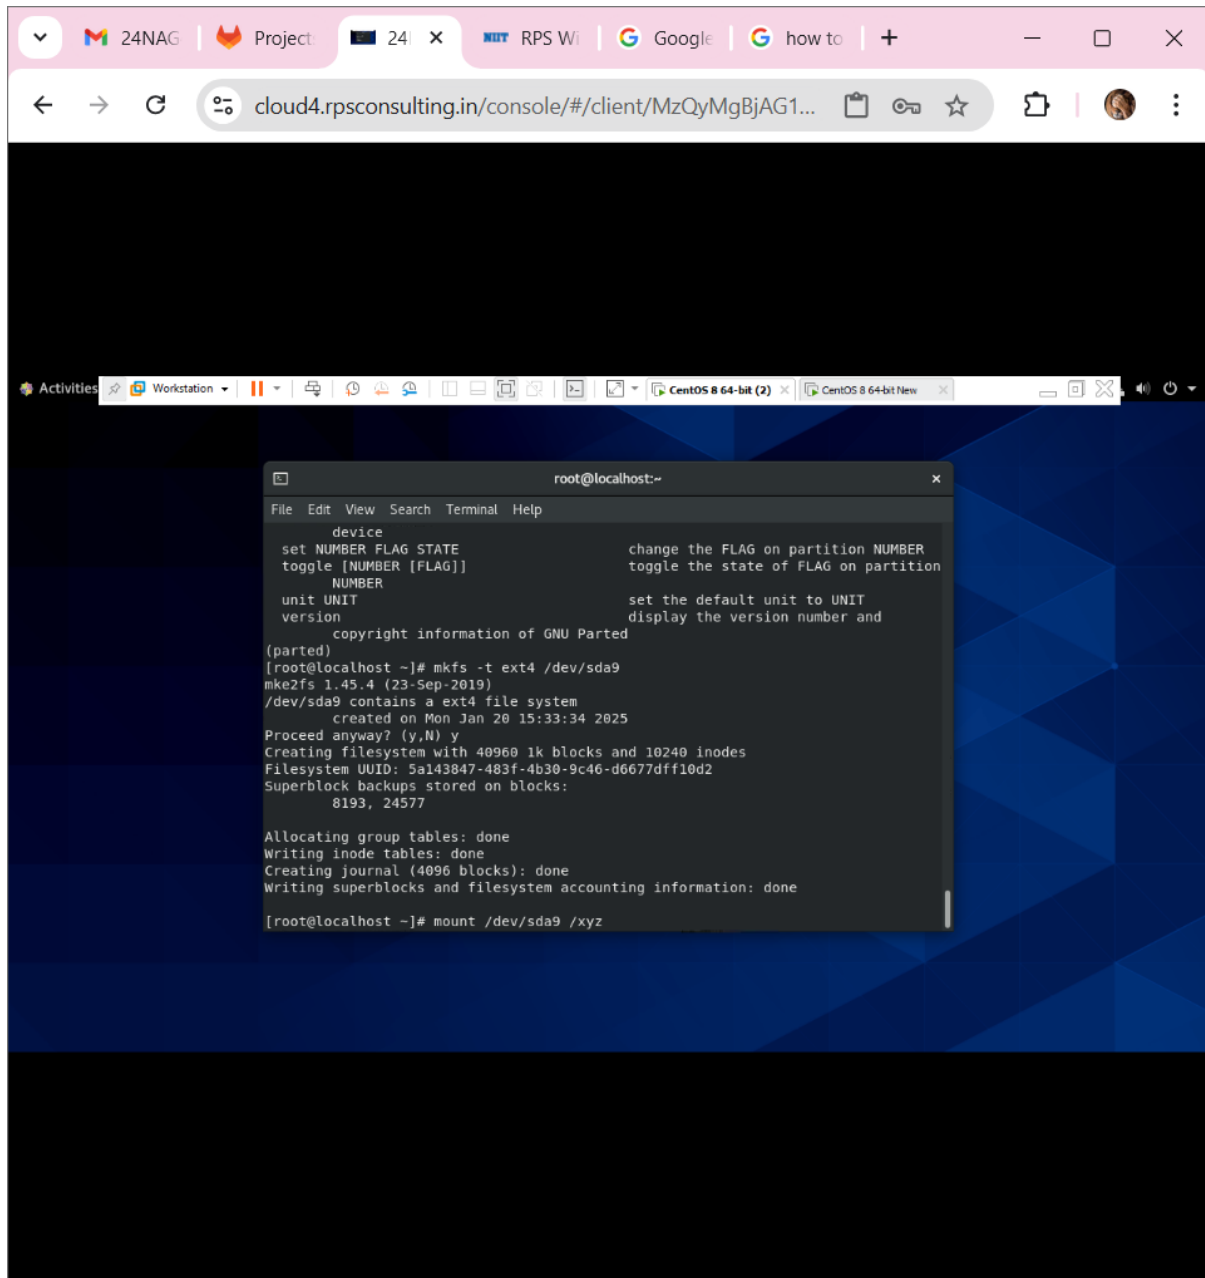 24NAG
Project
24
NIIT RPS Wi
Google
how to
cloud4.rpsconsulting.in/console/#/client/MzQyMgBjAG1...
Activities
Workstation
CentOS 8 64-bit (2)
CentOS 8 64-bit New
root@localhost:~
File Edit View Search Terminal Help
device
set NUMBER FLAG STATE change the FLAG on partition NUMBER
toggle [NUMBER [FLAG]] toggle the state of FLAG on partition
NUMBER
unit UNIT set the default unit to UNIT
version display the version number and
copyright information of GNU Parted
(parted)
[root@localhost ~]# mkfs -t ext4 /dev/sda9
mke2fs 1.45.4 (23-Sep-2019)
/dev/sda9 contains a ext4 file system
created on Mon Jan 20 15:33:34 2025
Proceed anyway? (y,N) y
Creating filesystem with 40960 1k blocks and 10240 inodes
Filesystem UUID: 5a143847-483f-4b30-9c46-d6677dff10d2
Superblock backups stored on blocks:
8193, 24577
Allocating group tables: done
Writing inode tables: done
Creating journal (4096 blocks): done
Writing superblocks and filesystem accounting information: done
[root@localhost ~]# mount /dev/sda9 /xyz